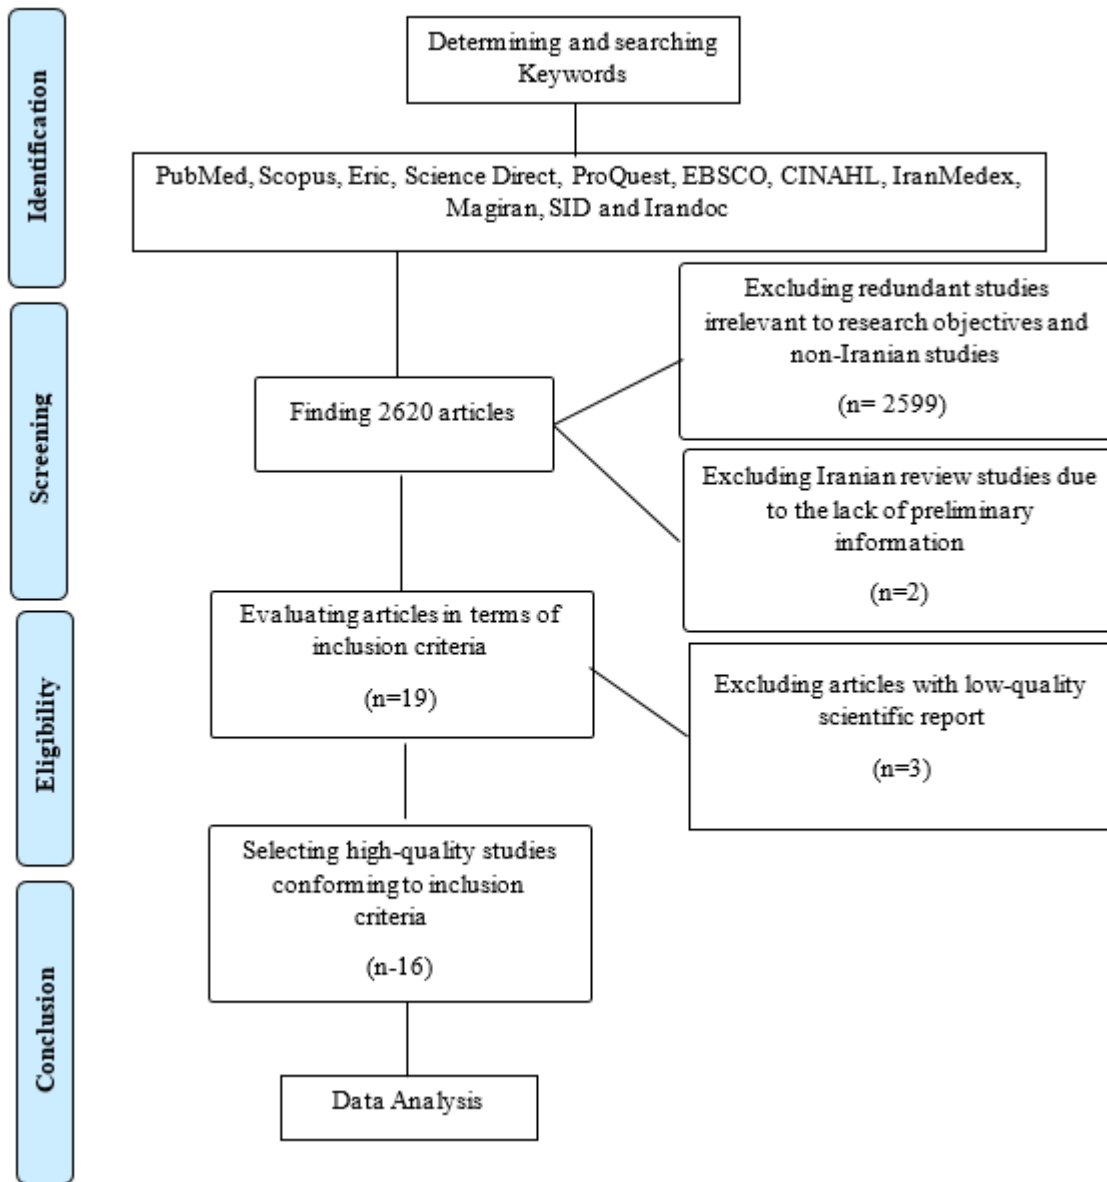 Identification
Determining and searching
Keywords
PubMed, Scopus, Eric, Science Direct, ProQuest, EBSCO, CINAHL, IranMedex,
Magiran, SID and Irandoc
Screening
Excluding redundant studies
irrelevant to research objectives and
non-Iranian studies
(n= 2599)
Finding 2620 articles
Excluding Iranian review studies due
to the lack of preliminary
information
(n=2)
Eligibility
Evaluating articles in terms of
inclusion criteria
(n=19)
Excluding articles with low-quality
scientific report
(n=3)
Selecting high-quality studies
conforming to inclusion
criteria
(n-16)
Conclusion
Data Analysis